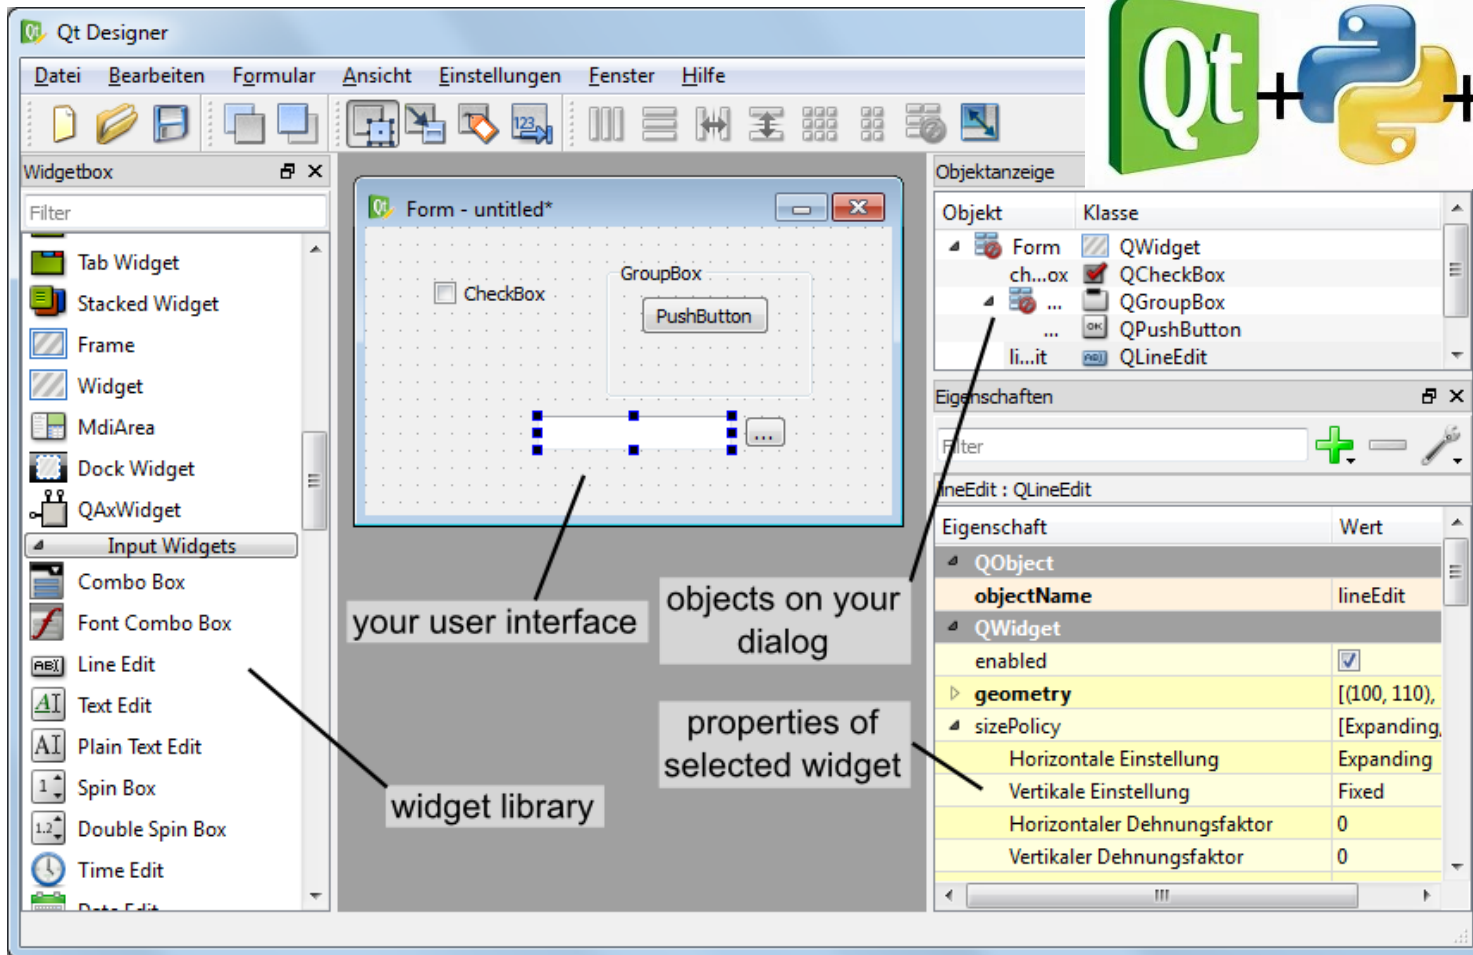 Qt Designer
Datei Bearbeiten Formular Ansicht Einstellungen Fenster Hilfe
Qt + +
123
Widgetbox
Filter
Tab Widget
Stacked Widget
Frame
Widget
MdiArea
Dock Widget
QAxWidget
Input Widgets
Combo Box
Font Combo Box
Line Edit
Text Edit
Plain Text Edit
Spin Box
Double Spin Box
Time Edit
Date Edit
Form - untitled*
CheckBox
GroupBox
PushButton
...
your user interface
objects on your
dialog
properties of
selected widget
widget library
Objektanzeige
Objekt Klasse
Form QWidget
ch...ox QCheckBox
... QGroupBox
... QPushButton
li...it QLineEdit
Eigenschaften
Filter
lineEdit : QLineEdit
Eigenschaft Wert
QObject
objectName lineEdit
QWidget
enabled
geometry [(100, 110),
sizePolicy [Expanding,
Horizontale Einstellung Expanding
Vertikale Einstellung Fixed
Horizontaler Dehnungsfaktor 0
Vertikaler Dehnungsfaktor 0